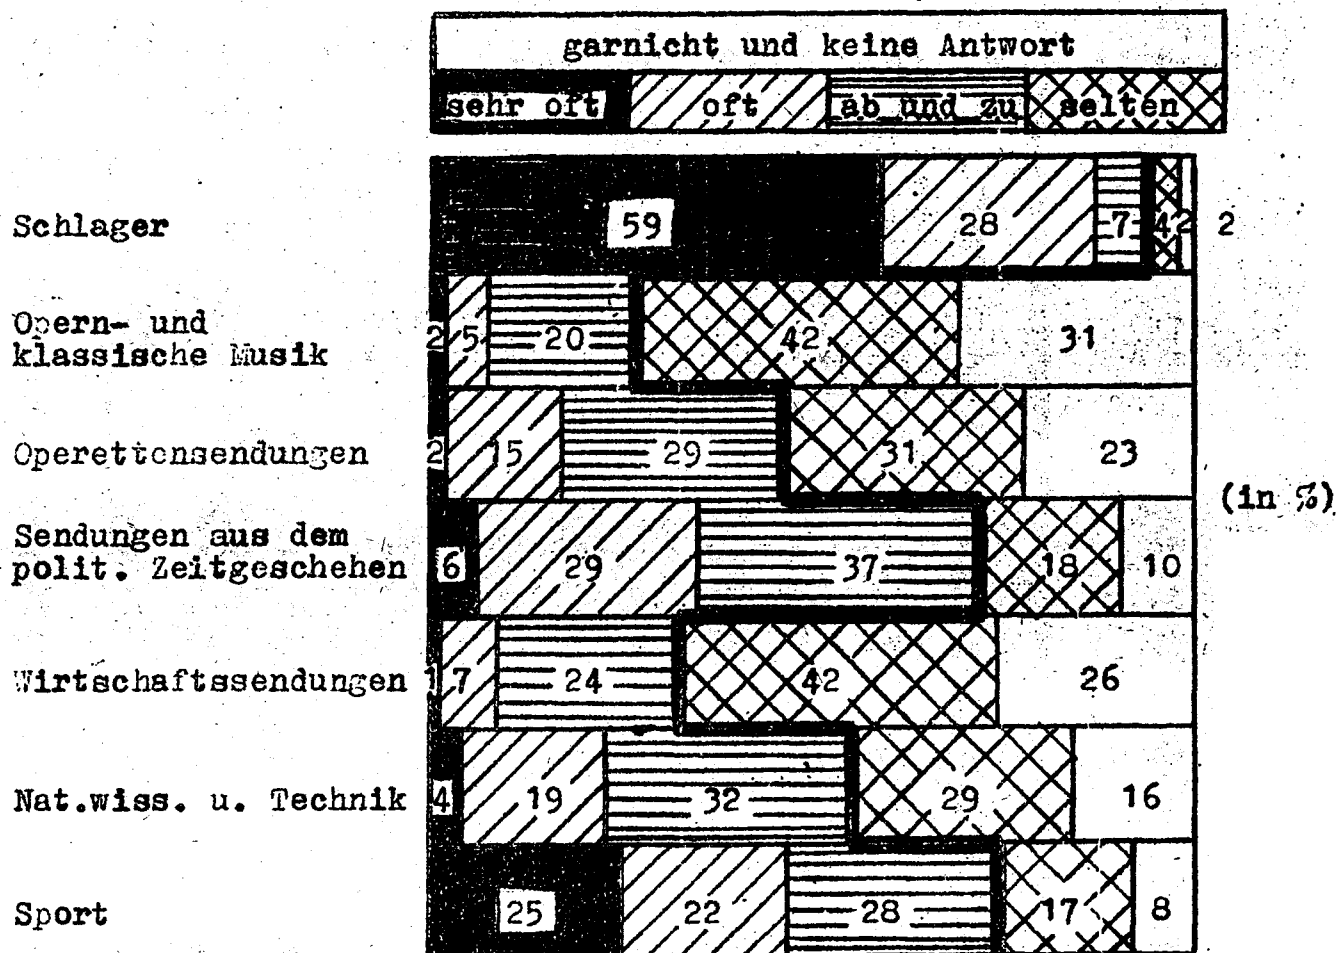 garnicht und keine Antwort
sehr oft oft ab und zu selten
Schlager 59 28 7 4 2 2
Opern- und
klassische Musik 2 5 20 42 31
Operettensendungen 2 15 29 31 23
(in %)
Sendungen aus dem
polit. Zeitgeschehen 6 29 37 18 10
Wirtschaftssendungen 1 7 24 42 26
Nat.wiss. u. Technik 4 19 32 29 16
Sport 25 22 28 17 8